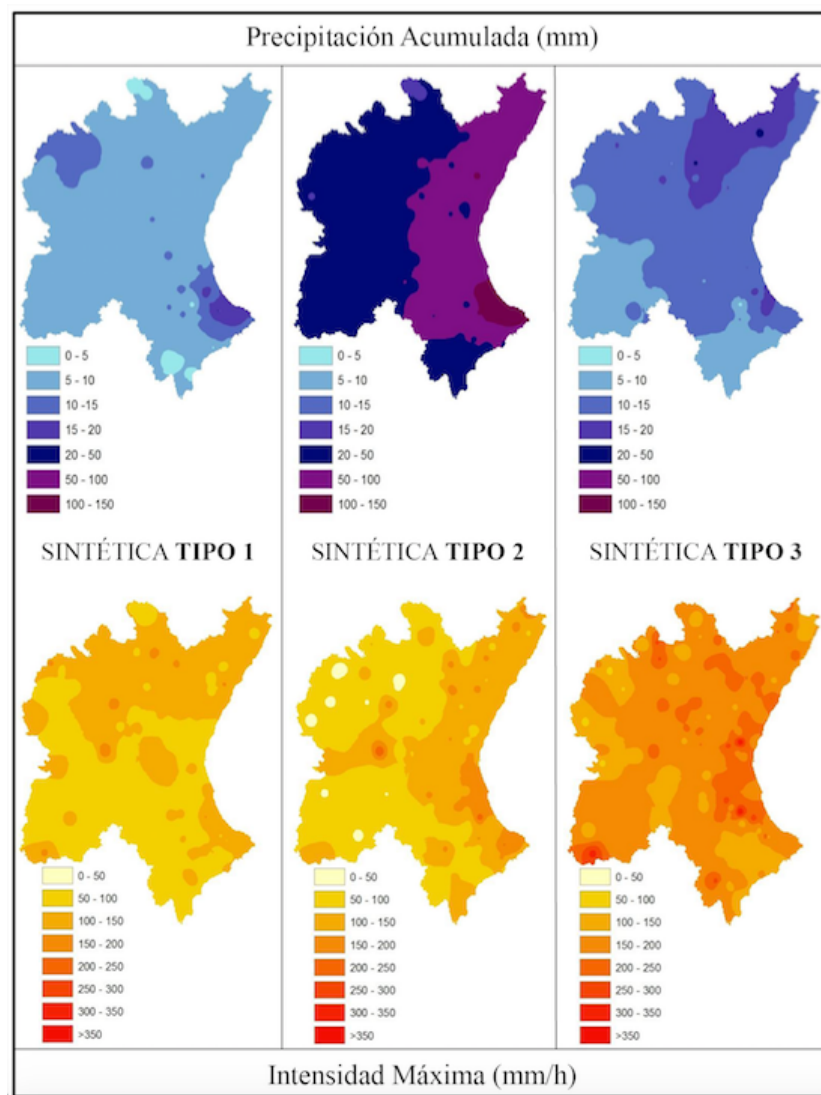 Precipitación Acumulada (mm)
0 - 5
5 - 10
10 -15
15 - 20
20 - 50
50 - 100
100 - 150
0 - 5
5 - 10
10 -15
15 - 20
20 - 50
50 - 100
100 - 150
0 - 5
5 - 10
10 -15
15 - 20
20 - 50
50 - 100
100 - 150
SINTÉTICA TIPO 1
SINTÉTICA TIPO 2
SINTÉTICA TIPO 3
0 - 50
50 - 100
100 - 150
150 - 200
200 - 250
250 - 300
300 - 350
>350
0 - 50
50 - 100
100 - 150
150 - 200
200 - 250
250 - 300
300 - 350
>350
0 - 50
50 - 100
100 - 150
150 - 200
200 - 250
250 - 300
300 - 350
>350
Intensidad Máxima (mm/h)